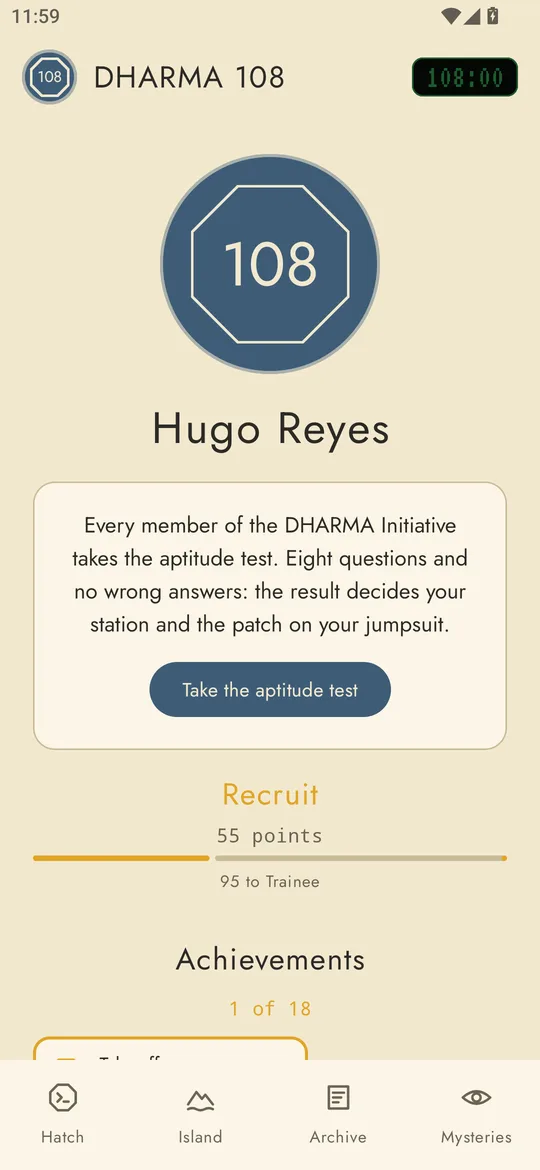 11:59
108
DHARMA 108
108:00
108
Hugo Reyes
Every member of the DHARMA Initiative
takes the aptitude test. Eight questions and
no wrong answers: the result decides your
station and the patch on your jumpsuit.
Take the aptitude test
Recruit
55 points
95 to Trainee
Achievements
1 of 18
Hatch
Island
Archive
Mysteries